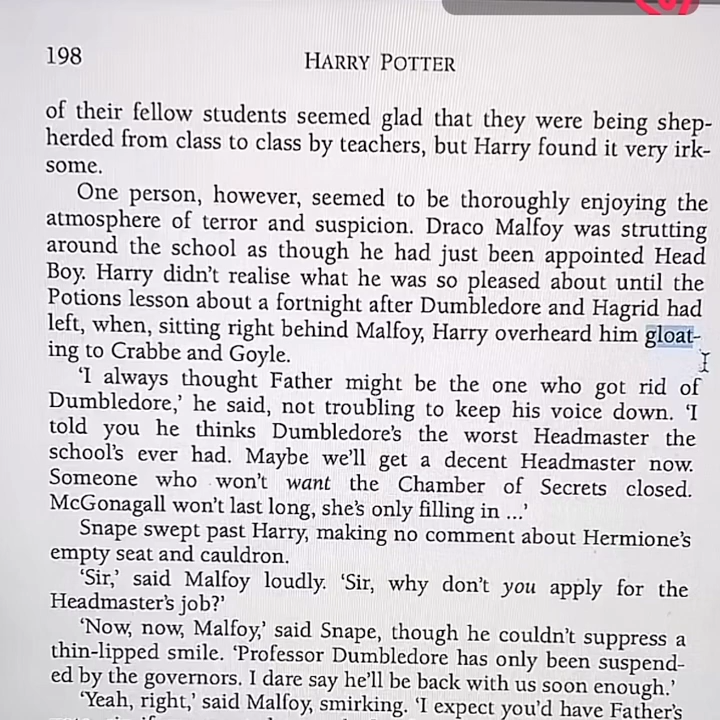 198
HARRY POTTER
of their fellow students seemed glad that they were being shep-
herded from class to class by teachers, but Harry found it very irk-
some.
One person, however, seemed to be thoroughly enjoying the
atmosphere of terror and suspicion. Draco Malfoy was strutting
around the school as though he had just been appointed Head
Boy. Harry didn't realise what he was so pleased about until the
Potions lesson about a fortnight after Dumbledore and Hagrid had
left, when, sitting right behind Malfoy, Harry overheard him gloat-
ing to Crabbe and Goyle.
'I always thought Father might be the one who got rid of
Dumbledore,' he said, not troubling to keep his voice down. 'I
told you he thinks Dumbledore's the worst Headmaster the
school's ever had. Maybe we'll get a decent Headmaster now.
Someone who won't want the Chamber of Secrets closed.
McGonagall won't last long, she's only filling in ...'
Snape swept past Harry, making no comment about Hermione's
empty seat and cauldron.
'Sir,' said Malfoy loudly. 'Sir, why don't you apply for the
Headmaster's job?'
'Now, now, Malfoy,' said Snape, though he couldn't suppress a
thin-lipped smile. 'Professor Dumbledore has only been suspend-
ed by the governors. I dare say he'll be back with us soon enough.'
'Yeah, right,' said Malfoy, smirking. 'I expect you'd have Father's